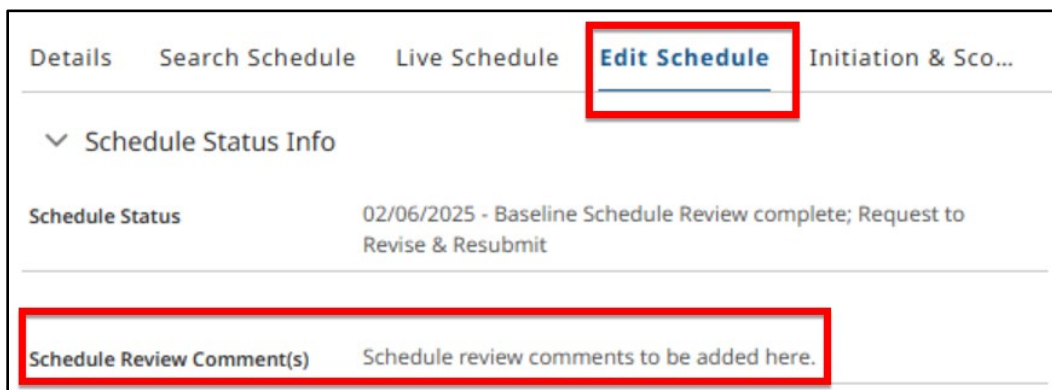 Details Search Schedule Live Schedule Edit Schedule Initiation & Sco...
Schedule Status Info
Schedule Status 02/06/2025 - Baseline Schedule Review complete; Request to
Revise & Resubmit
Schedule Review Comment(s) Schedule review comments to be added here.